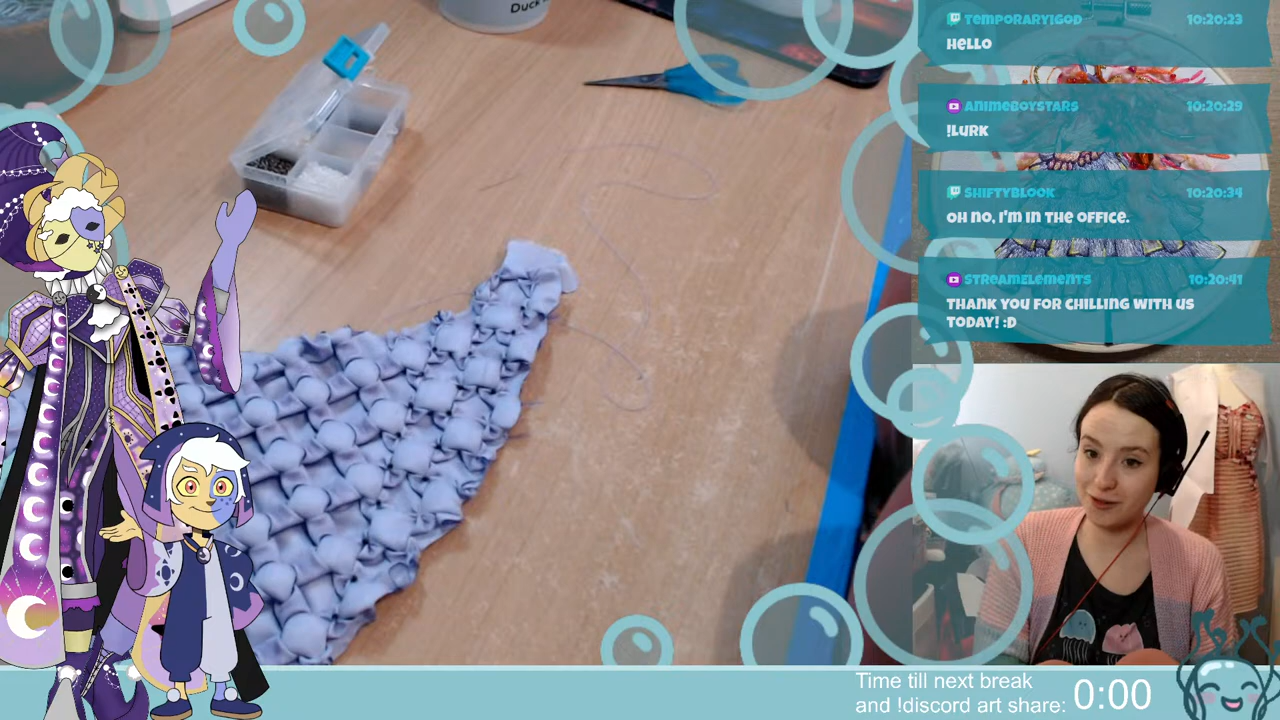 Duck
TEMPORARY1GOD 10:20:23
HELLO
ANIMEBOYSTARS 10:20:29
!LURK
SHIFTYBLOOK 10:20:34
OH NO, I'M IN THE OFFICE.
STREAMELEMENTS 10:20:41
THANK YOU FOR CHILLING WITH US
TODAY! :D
Time till next break
and !discord art share: 0:00